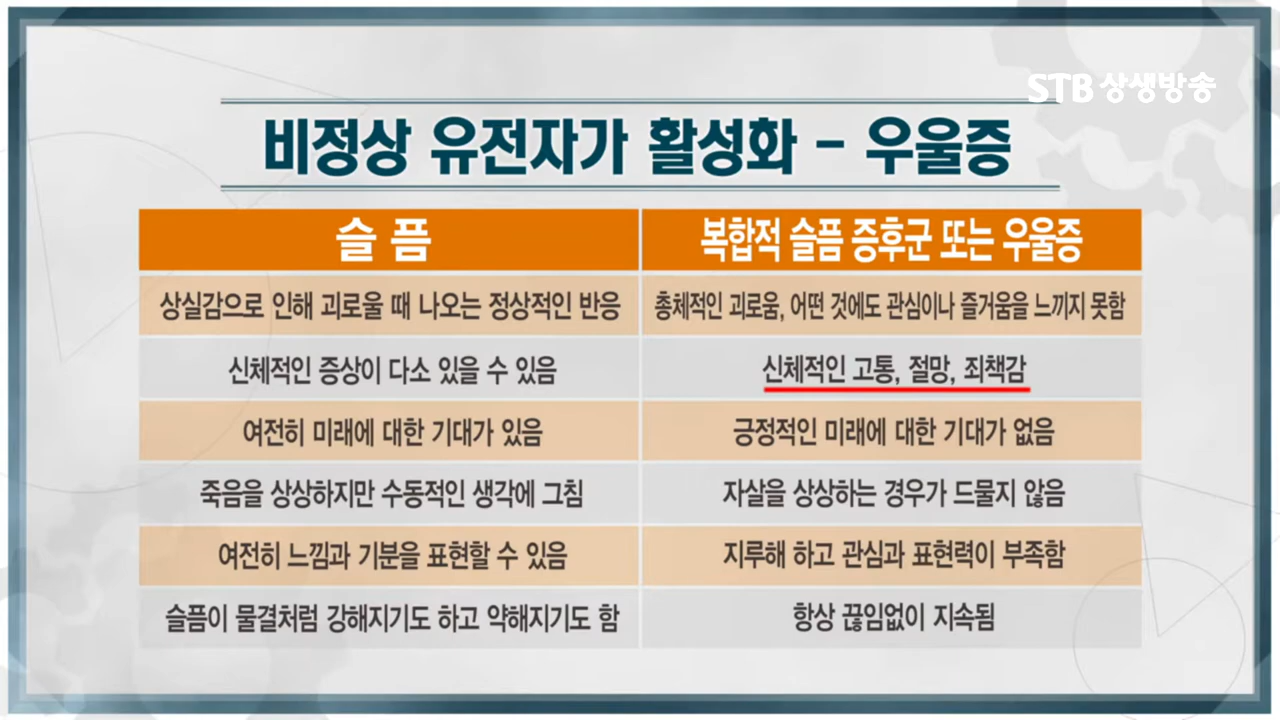 STB 상생방송
비정상 유전자가 활성화 - 우울증
슬 픔
복합적 슬픔 증후군 또는 우울증
상실감으로 인해 괴로울 때 나오는 정상적인 반응
총체적인 괴로움, 어떤 것에도 관심이나 즐거움을 느끼지 못함
신체적인 증상이 다소 있을 수 있음
신체적인 고통, 절망, 죄책감
여전히 미래에 대한 기대가 있음
긍정적인 미래에 대한 기대가 없음
죽음을 상상하지만 수동적인 생각에 그침
자살을 상상하는 경우가 드물지 않음
여전히 느낌과 기분을 표현할 수 있음
지루해 하고 관심과 표현력이 부족함
슬픔이 물결처럼 강해지기도 하고 약해지기도 함
항상 끊임없이 지속됨